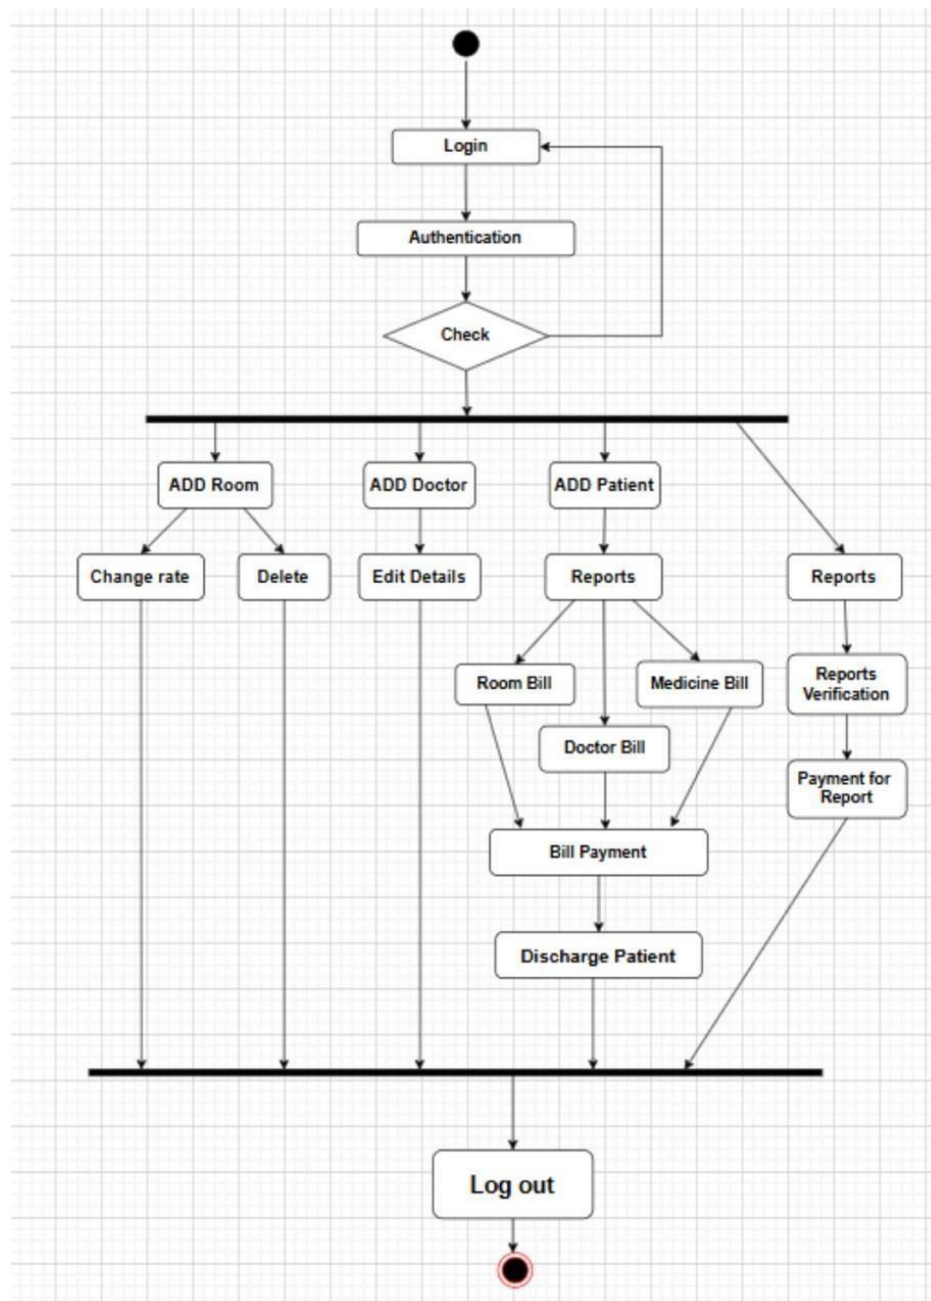 Login
Authentication
Check
ADD Room
ADD Doctor
ADD Patient
Change rate
Delete
Edit Details
Reports
Reports
Room Bill
Medicine Bill
Reports
Verification
Doctor Bill
Payment for
Report
Bill Payment
Discharge Patient
Log out